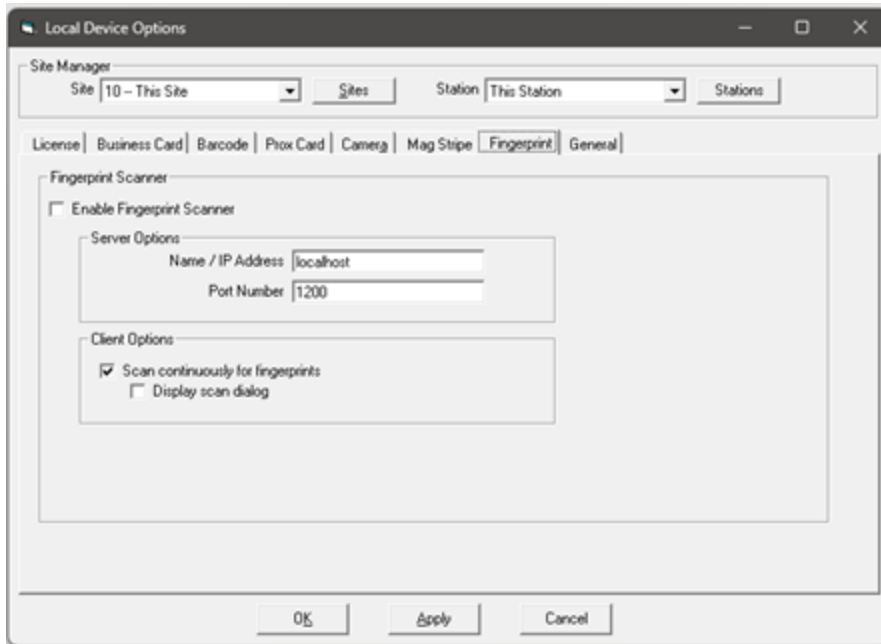 Local Device Options
Site Manager
Site 10 – This Site Sites Station This Station Stations
License Business Card Barcode Prox Card Camera Mag Stripe Fingerprint General
Fingerprint Scanner
Enable Fingerprint Scanner
Server Options
Name / IP Address localhost
Port Number 1200
Client Options
Scan continuously for fingerprints
Display scan dialog
OK Apply Cancel